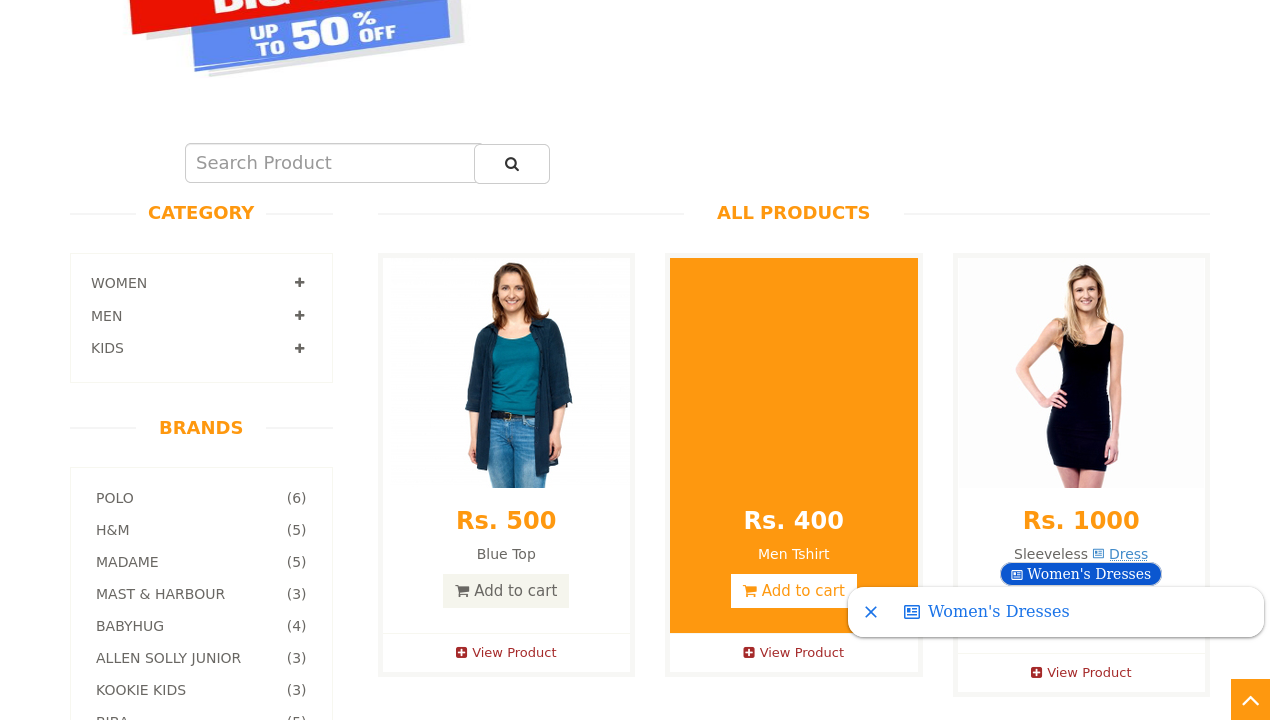 UP TO 50% OFF
Search Product
CATEGORY
ALL PRODUCTS
WOMEN
MEN
KIDS
BRANDS
POLO (6)
H&M (5)
MADAME (5)
MAST & HARBOUR (3)
BABYHUG (4)
ALLEN SOLLY JUNIOR (3)
KOOKIE KIDS (3)
Rs. 500
Blue Top
Add to cart
View Product
Rs. 400
Men Tshirt
Add to cart
View Product
Rs. 1000
Sleeveless Dress
Women's Dresses
Women's Dresses
View Product